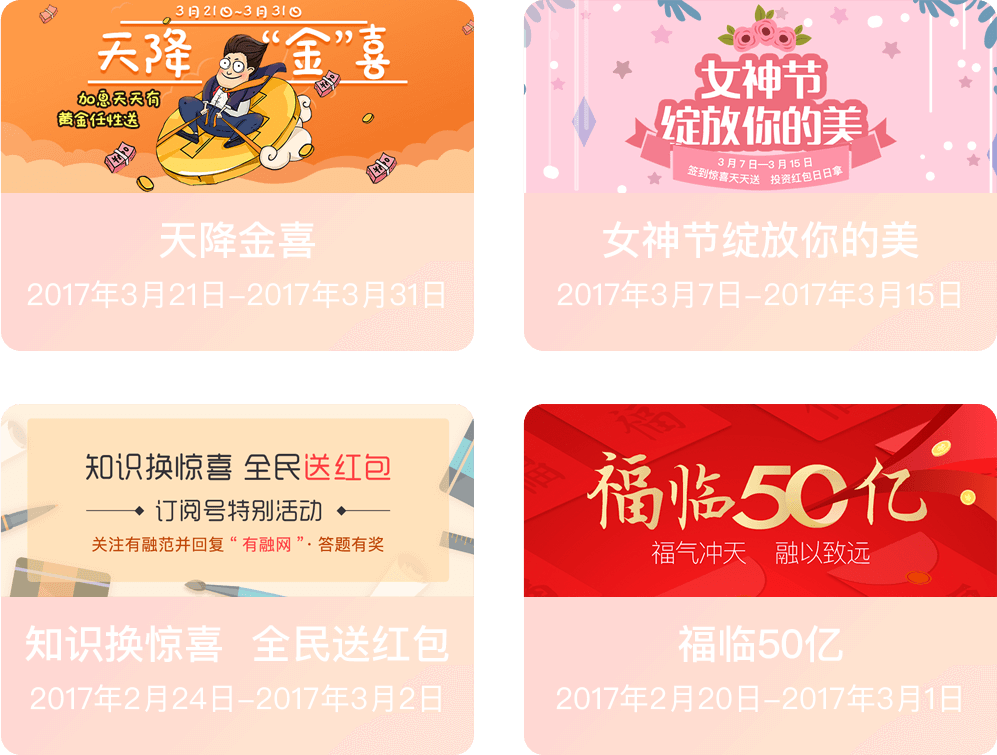 3月21日~3月31日
天降“金”喜
加息天天有
黄金任性送
天降金喜
2017年3月21日-2017年3月31日
女神节
绽放你的美
3月7日—3月15日
签到惊喜天天送 投资红包日日拿
女神节绽放你的美
2017年3月7日-2017年3月15日
知识换惊喜 全民送红包
订阅号特别活动
关注有融范并回复“有融网”·答题有奖
知识换惊喜 全民送红包
2017年2月24日-2017年3月2日
福临50亿
福气冲天 融以致远
福临50亿
2017年2月20日-2017年3月1日